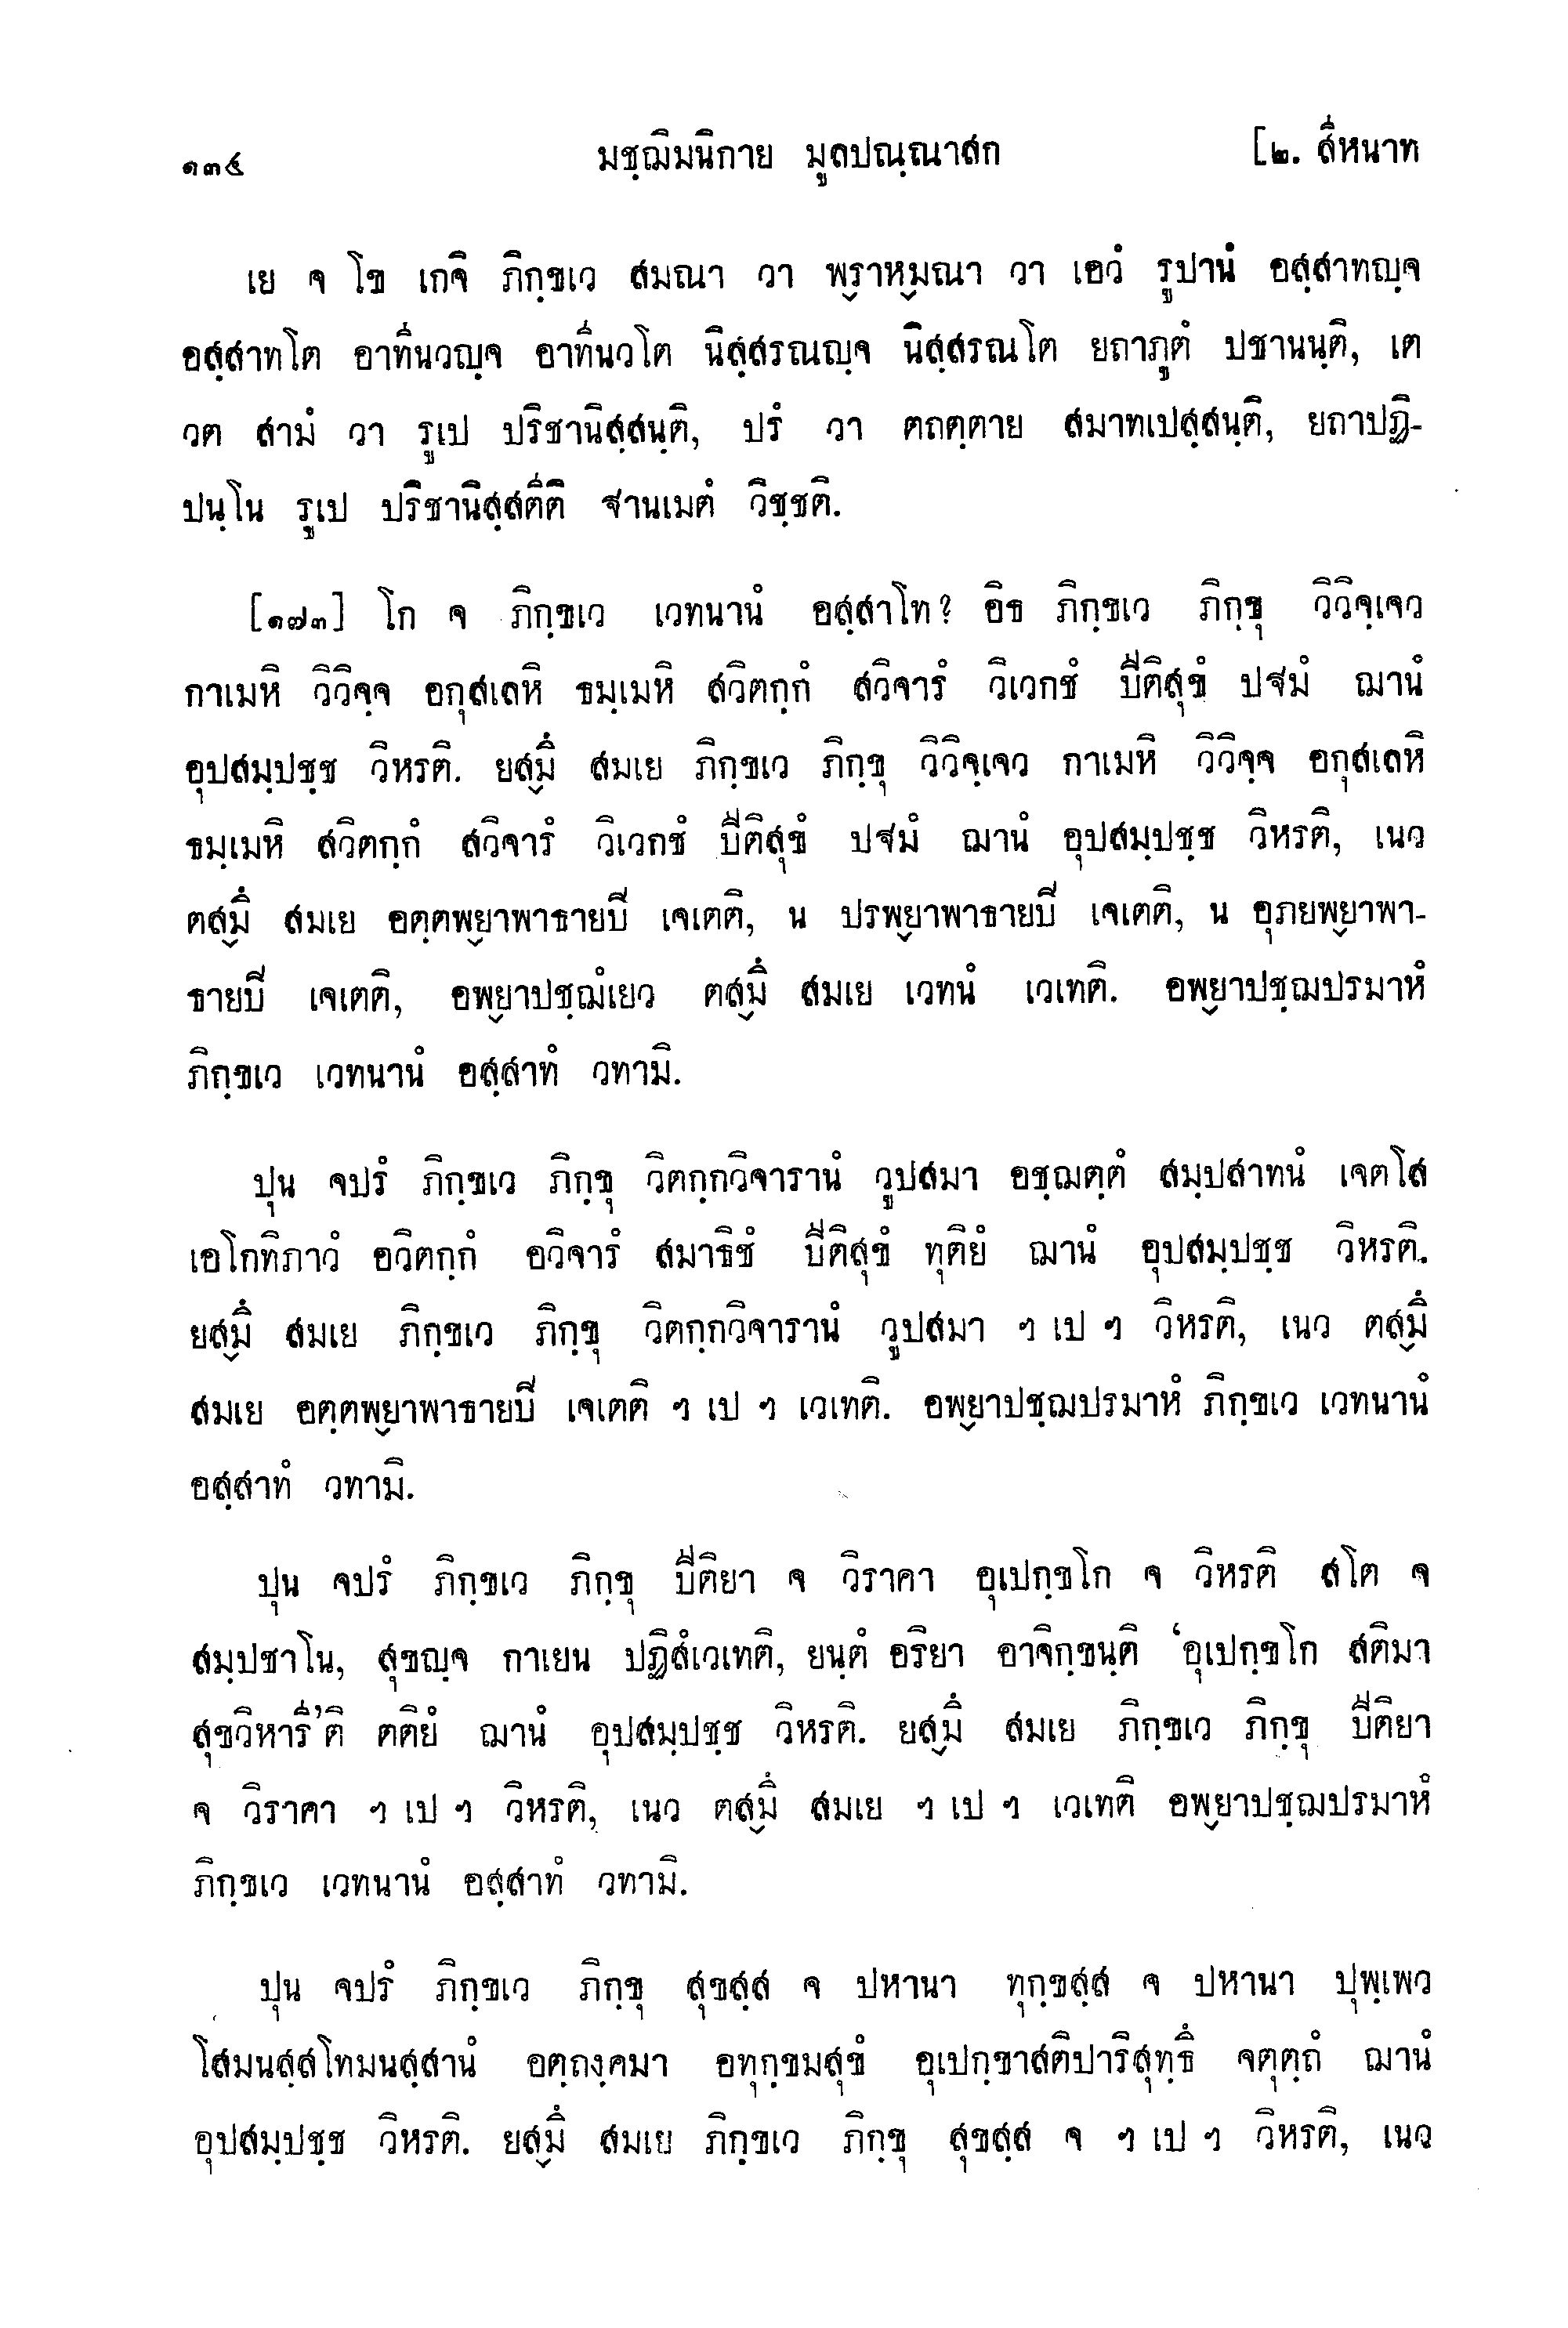 ๑๓๔ มชฺฌิมนิกาย มูลปณฺณาสก [๒. สีหนาท
เย จ โข เกจิ ภิกฺขเว สมณา วา พฺราหฺมณา วา เอวํ รูปานํ อสฺสาทญฺจ
อสฺสาทโต อาทีนวญฺจ อาทีนวโต นิสฺสรณญฺจ นิสฺสรณโต ยถาภูตํ ปชานนฺติ, เต
วต สามํ วา รูเป ปริชานิสฺสนฺติ, ปรํ วา ตถตฺตาย สมาทเปสฺสนฺติ, ยถาปฏิ-
ปนฺโน รูเป ปริชานิสฺสตีติ ฐานเมตํ วิชฺชติ.
[๑๗๓] โก จ ภิกฺขเว เวทนานํ อสฺสาโท? อิธ ภิกฺขเว ภิกฺขุ วิวิจฺเจว
กาเมหิ วิวิจฺจ อกุสเลหิ ธมฺเมหิ สวิตกฺกํ สวิจารํ วิเวกชํ ปีติสุขํ ปฐมํ ฌานํ
อุปสมฺปชฺช วิหรติ. ยสฺมึ สมเย ภิกฺขเว ภิกฺขุ วิวิจฺเจว กาเมหิ วิวิจฺจ อกุสเลหิ
ธมฺเมหิ สวิตกฺกํ สวิจารํ วิเวกชํ ปีติสุขํ ปฐมํ ฌานํ อุปสมฺปชฺช วิหรติ, เนว
ตสฺมึ สมเย อตฺตพฺยาพาธายปี เจเตติ, น ปรพฺยาพาธายปี เจเตติ, น อุภยพฺยาพา-
ธายปี เจเตติ, อพฺยาปชฺฌํเยว ตสฺมึ สมเย เวทนํ เวเทติ. อพฺยาปชฺฌปรมาหํ
ภิกฺขเว เวทนานํ อสฺสาทํ วทามิ.
ปุน จปรํ ภิกฺขเว ภิกฺขุ วิตกฺกวิจารานํ วูปสมา อชฺฌตฺตํ สมฺปสาทนํ เจตโส
เอโกทิภาวํ อวิตกฺกํ อวิจารํ สมาธิชํ ปีติสุขํ ทุติยํ ฌานํ อุปสมฺปชฺช วิหรติ.
ยสฺมึ สมเย ภิกฺขเว ภิกฺขุ วิตกฺกวิจารานํ วูปสมา ฯ เป ฯ วิหรติ, เนว ตสฺมึ
สมเย อตฺตพฺยาพาธายปี เจเตติ ฯ เป ฯ เวเทติ. อพฺยาปชฺฌปรมาหํ ภิกฺขเว เวทนานํ
อสฺสาทํ วทามิ.
ปุน จปรํ ภิกฺขเว ภิกฺขุ ปีติยา จ วิราคา อุเปกฺขโก จ วิหรติ สโต จ
สมฺปชาโน, สุขญฺจ กาเยน ปฏิสํเวเทติ, ยนฺตํ อริยา อาจิกฺขนฺติ ‘อุเปกฺขโก สติมา
สุขวิหารี’ติ ตติยํ ฌานํ อุปสมฺปชฺช วิหรติ. ยสฺมึ สมเย ภิกฺขเว ภิกฺขุ ปีติยา
จ วิราคา ฯ เป ฯ วิหรติ, เนว ตสฺมึ สมเย ฯ เป ฯ เวเทติ อพฺยาปชฺฌปรมาหํ
ภิกฺขเว เวทนานํ อสฺสาทํ วทามิ.
ปุน จปรํ ภิกฺขเว ภิกฺขุ สุขสฺส จ ปหานา ทุกฺขสฺส จ ปหานา ปุพฺเพว
โสมนสฺสโทมนสฺสานํ อตฺถงฺคมา อทุกฺขมสุขํ อุเปกฺขาสติปาริสุทฺธึ จตุตฺถํ ฌานํ
อุปสมฺปชฺช วิหรติ. ยสฺมึ สมเย ภิกฺขเว ภิกฺขุ สุขสฺส จ ฯ เป ฯ วิหรติ, เนว